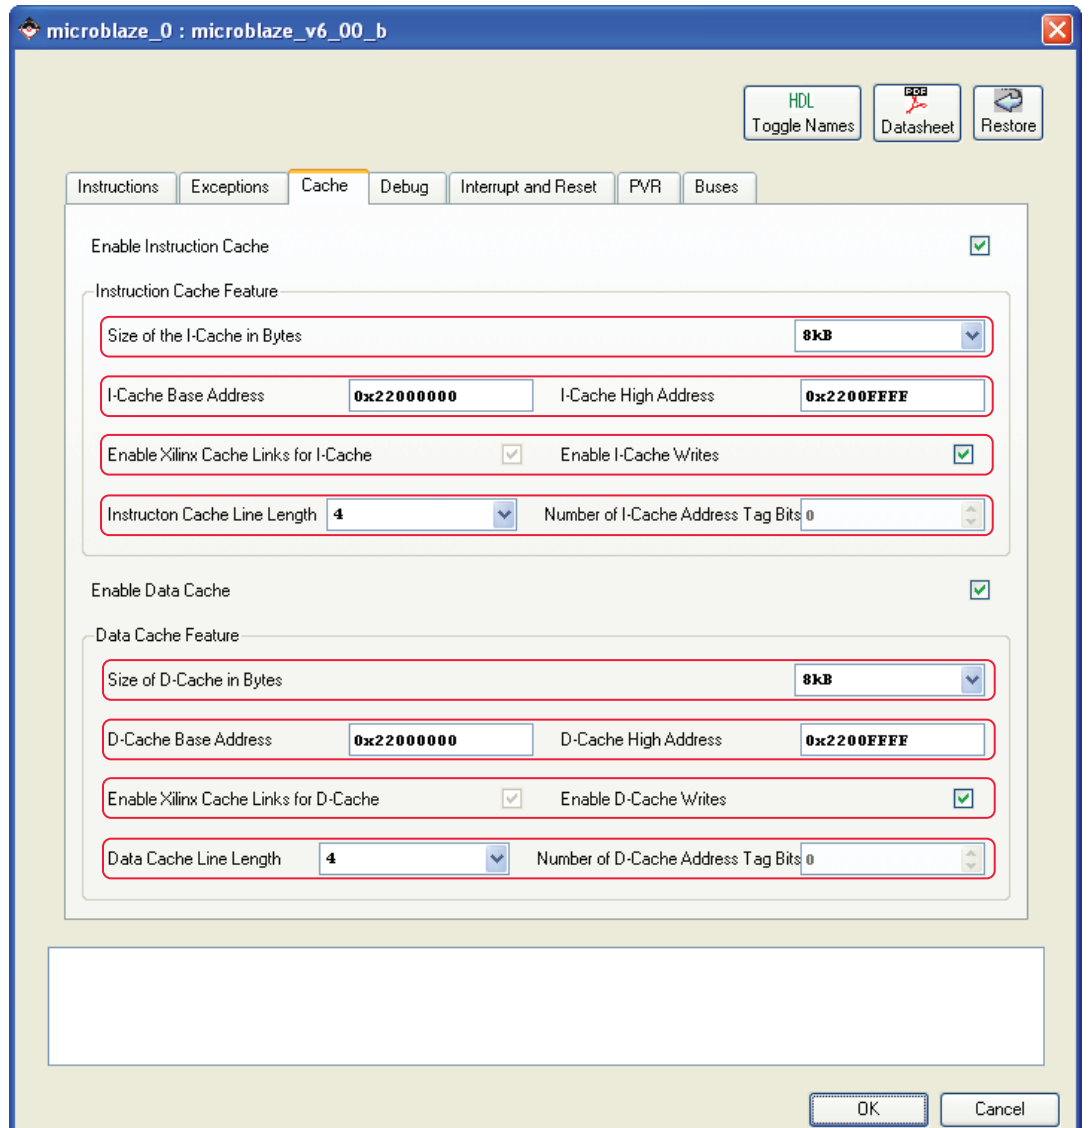 microblaze_0 : microblaze_v6_00_b
HDL
Toggle Names
PDF
Datasheet
Restore
Instructions Exceptions Cache Debug Interrupt and Reset PVR Buses
Enable Instruction Cache
Instruction Cache Feature
Size of the I-Cache in Bytes 8kB
I-Cache Base Address 0x22000000 I-Cache High Address 0x2200FFFF
Enable Xilinx Cache Links for I-Cache Enable I-Cache Writes
Instructon Cache Line Length 4 Number of I-Cache Address Tag Bits 0
Enable Data Cache
Data Cache Feature
Size of D-Cache in Bytes 8kB
D-Cache Base Address 0x22000000 D-Cache High Address 0x2200FFFF
Enable Xilinx Cache Links for D-Cache Enable D-Cache Writes
Data Cache Line Length 4 Number of D-Cache Address Tag Bits 0
OK Cancel